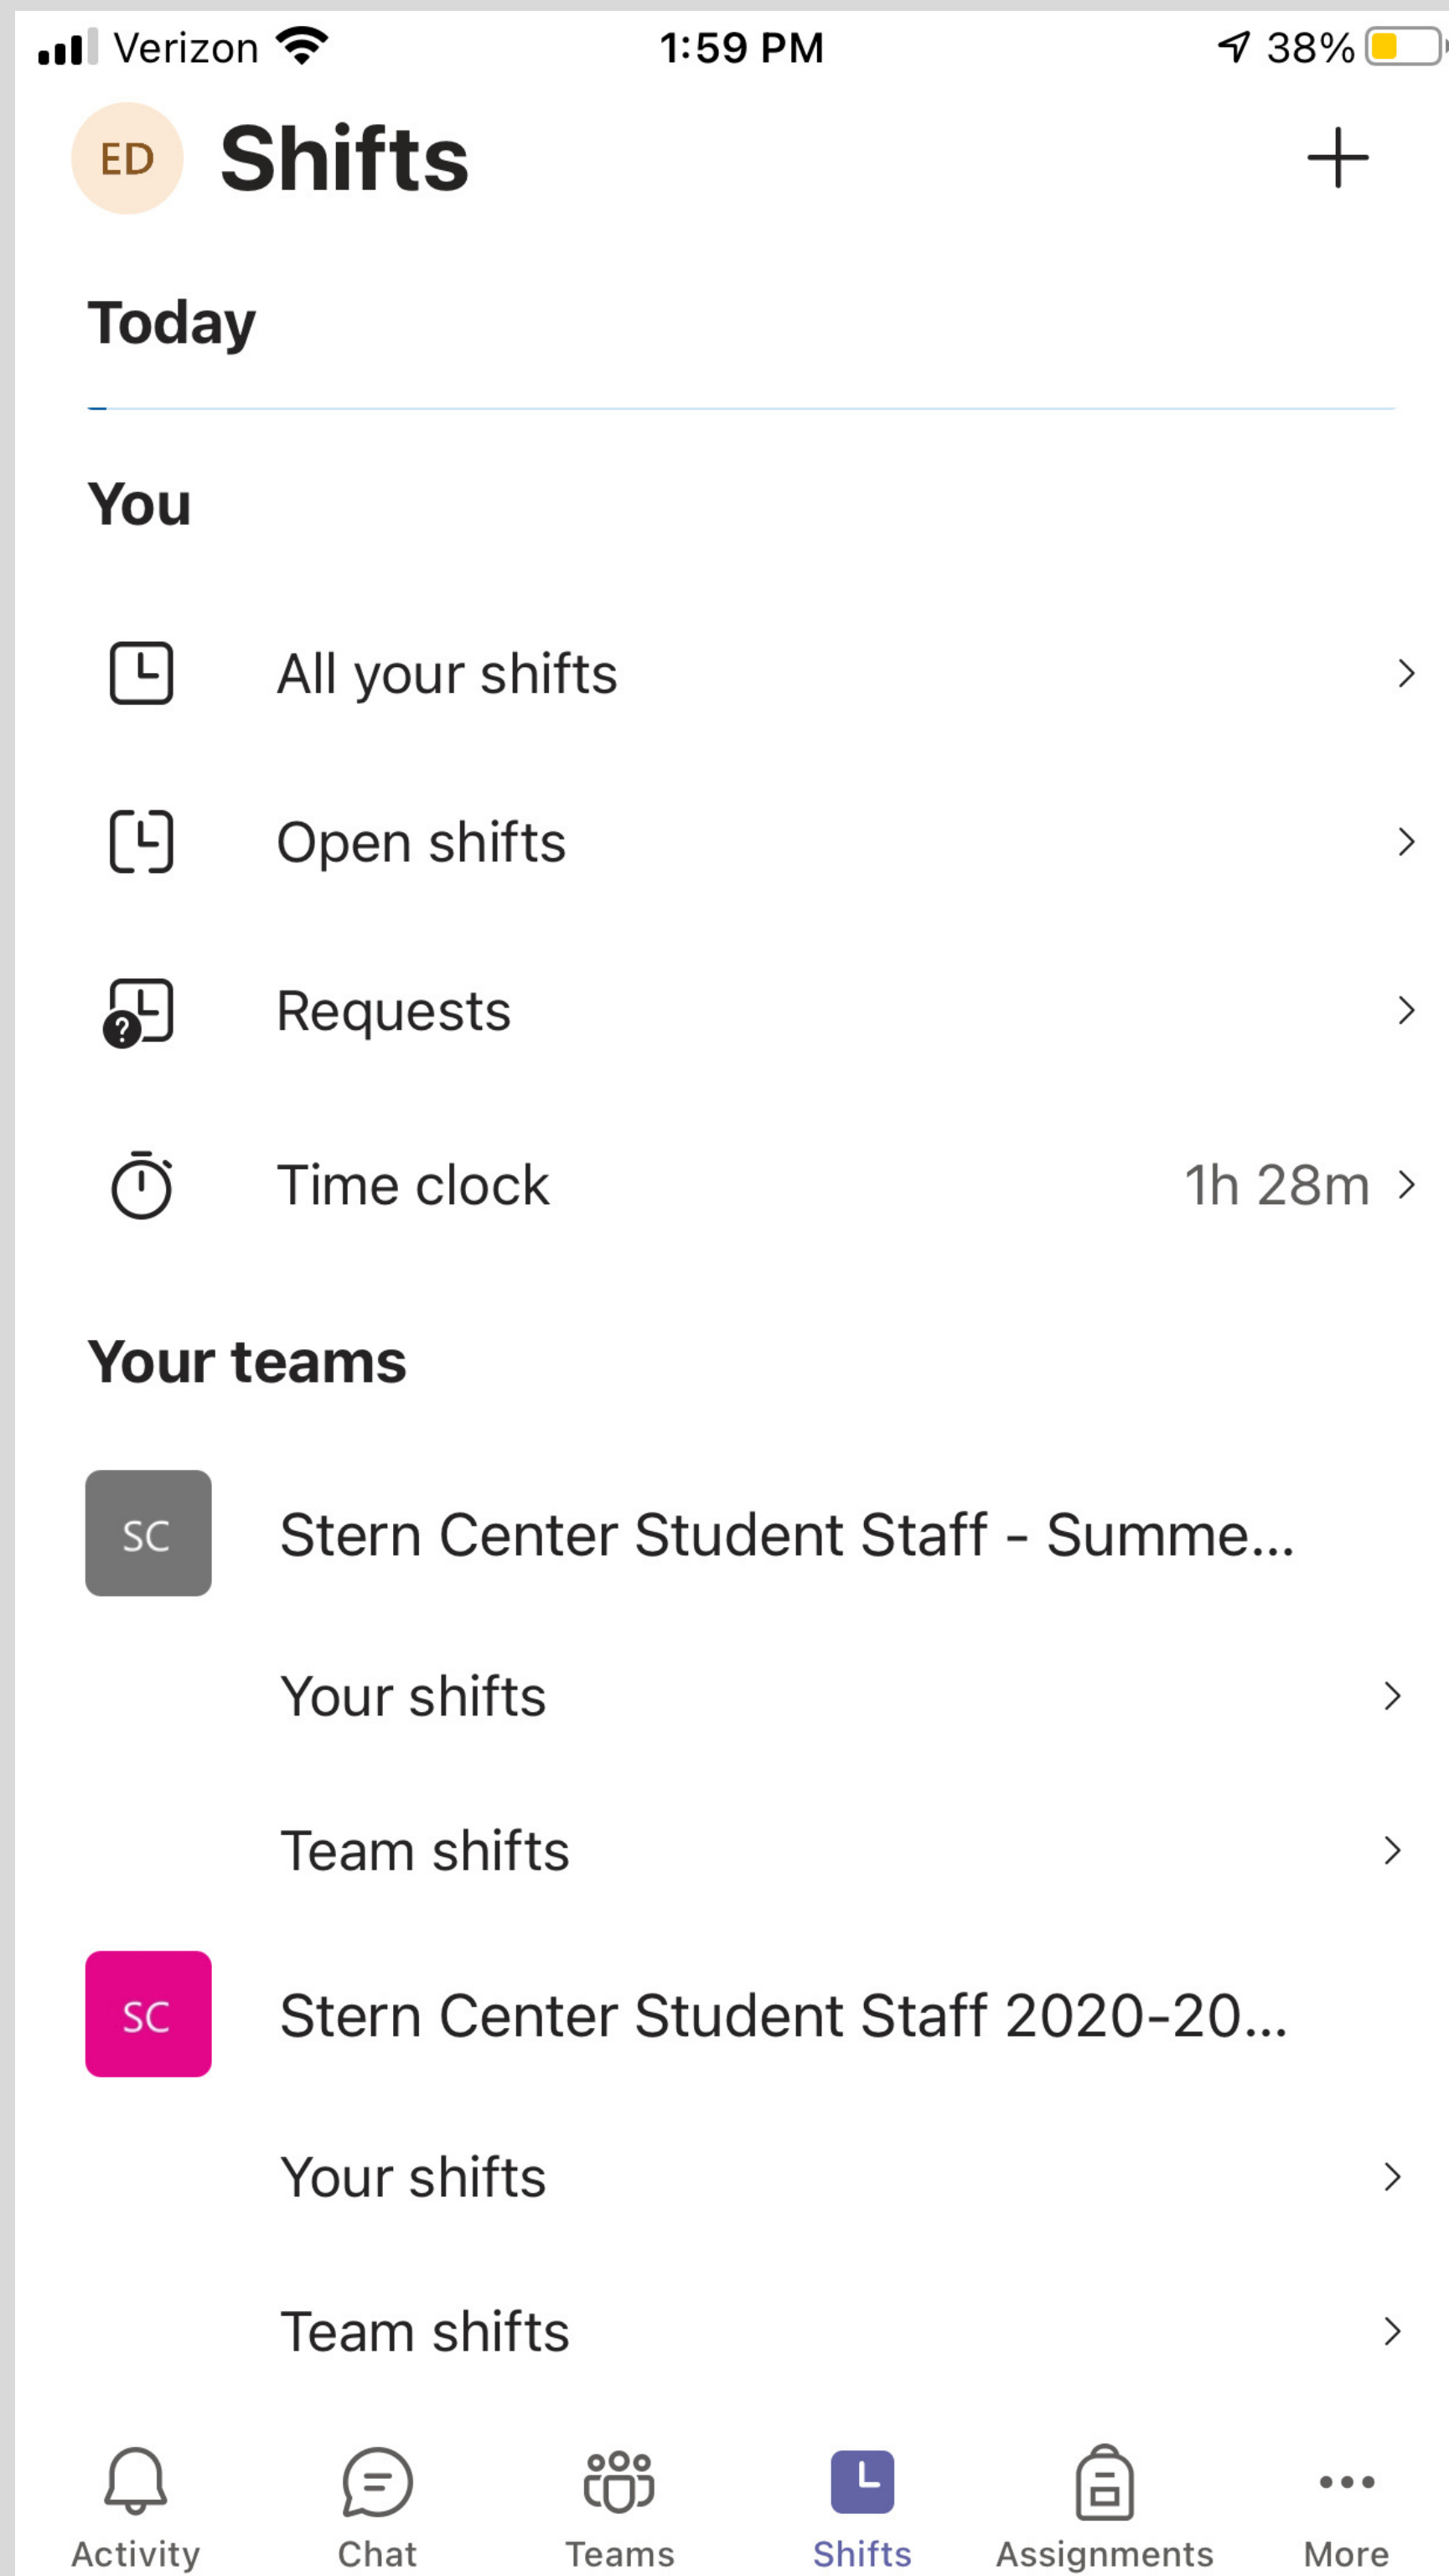 Verizon 1:59 PM 38%
ED Shifts
Today
You
All your shifts
Open shifts
Requests
Time clock 1h 28m
Your teams
SC Stern Center Student Staff - Summe...
Your shifts
Team shifts
SC Stern Center Student Staff 2020-20...
Your shifts
Team shifts
Activity Chat Teams Shifts Assignments More